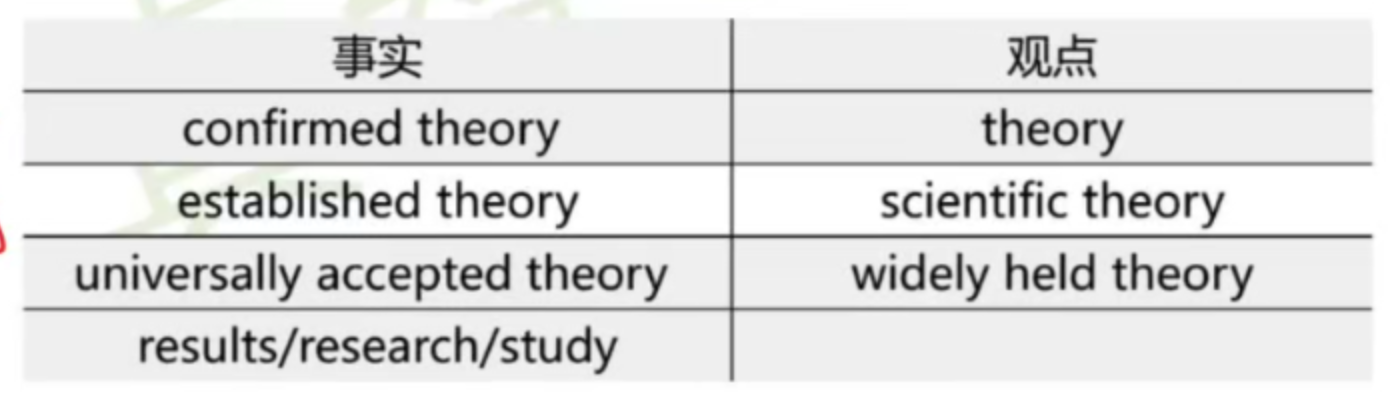 事实 观点
confirmed theory theory
established theory scientific theory
universally accepted theory widely held theory
results/research/study